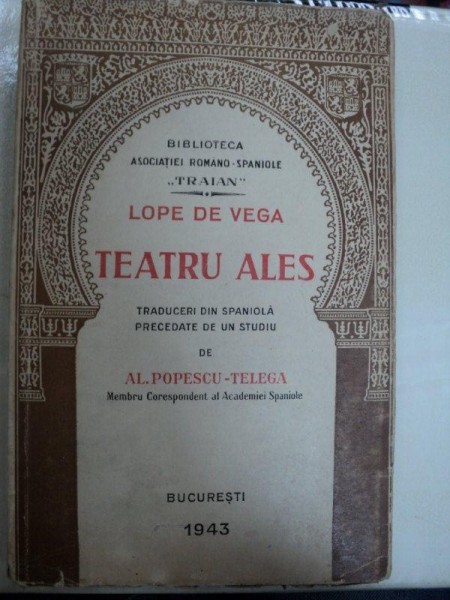 BIBLIOTECA
ASOCIAȚIEI ROMANO-SPANIOLE
„TRAIAN"
LOPE DE VEGA
TEATRU ALES
TRADUCERI DIN SPANIOLĂ
PRECEDATE DE UN STUDIU
DE
AL. POPESCU-TELEGA
Membru Corespondent al Academiei Spaniole
BUCUREȘTI
1943